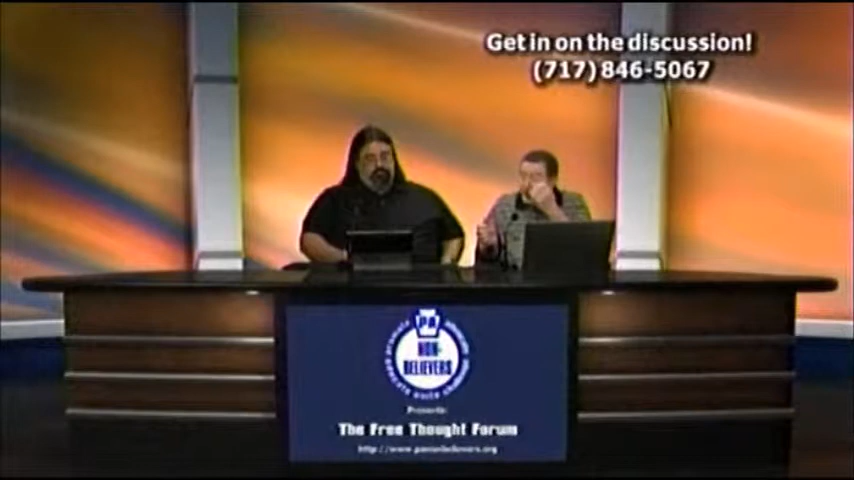 Get in on the discussion!
(717) 846-5067
PA
NON-
BELIEVERS
Presents:
The Free Thought Forum
http://www.panonbelievers.org